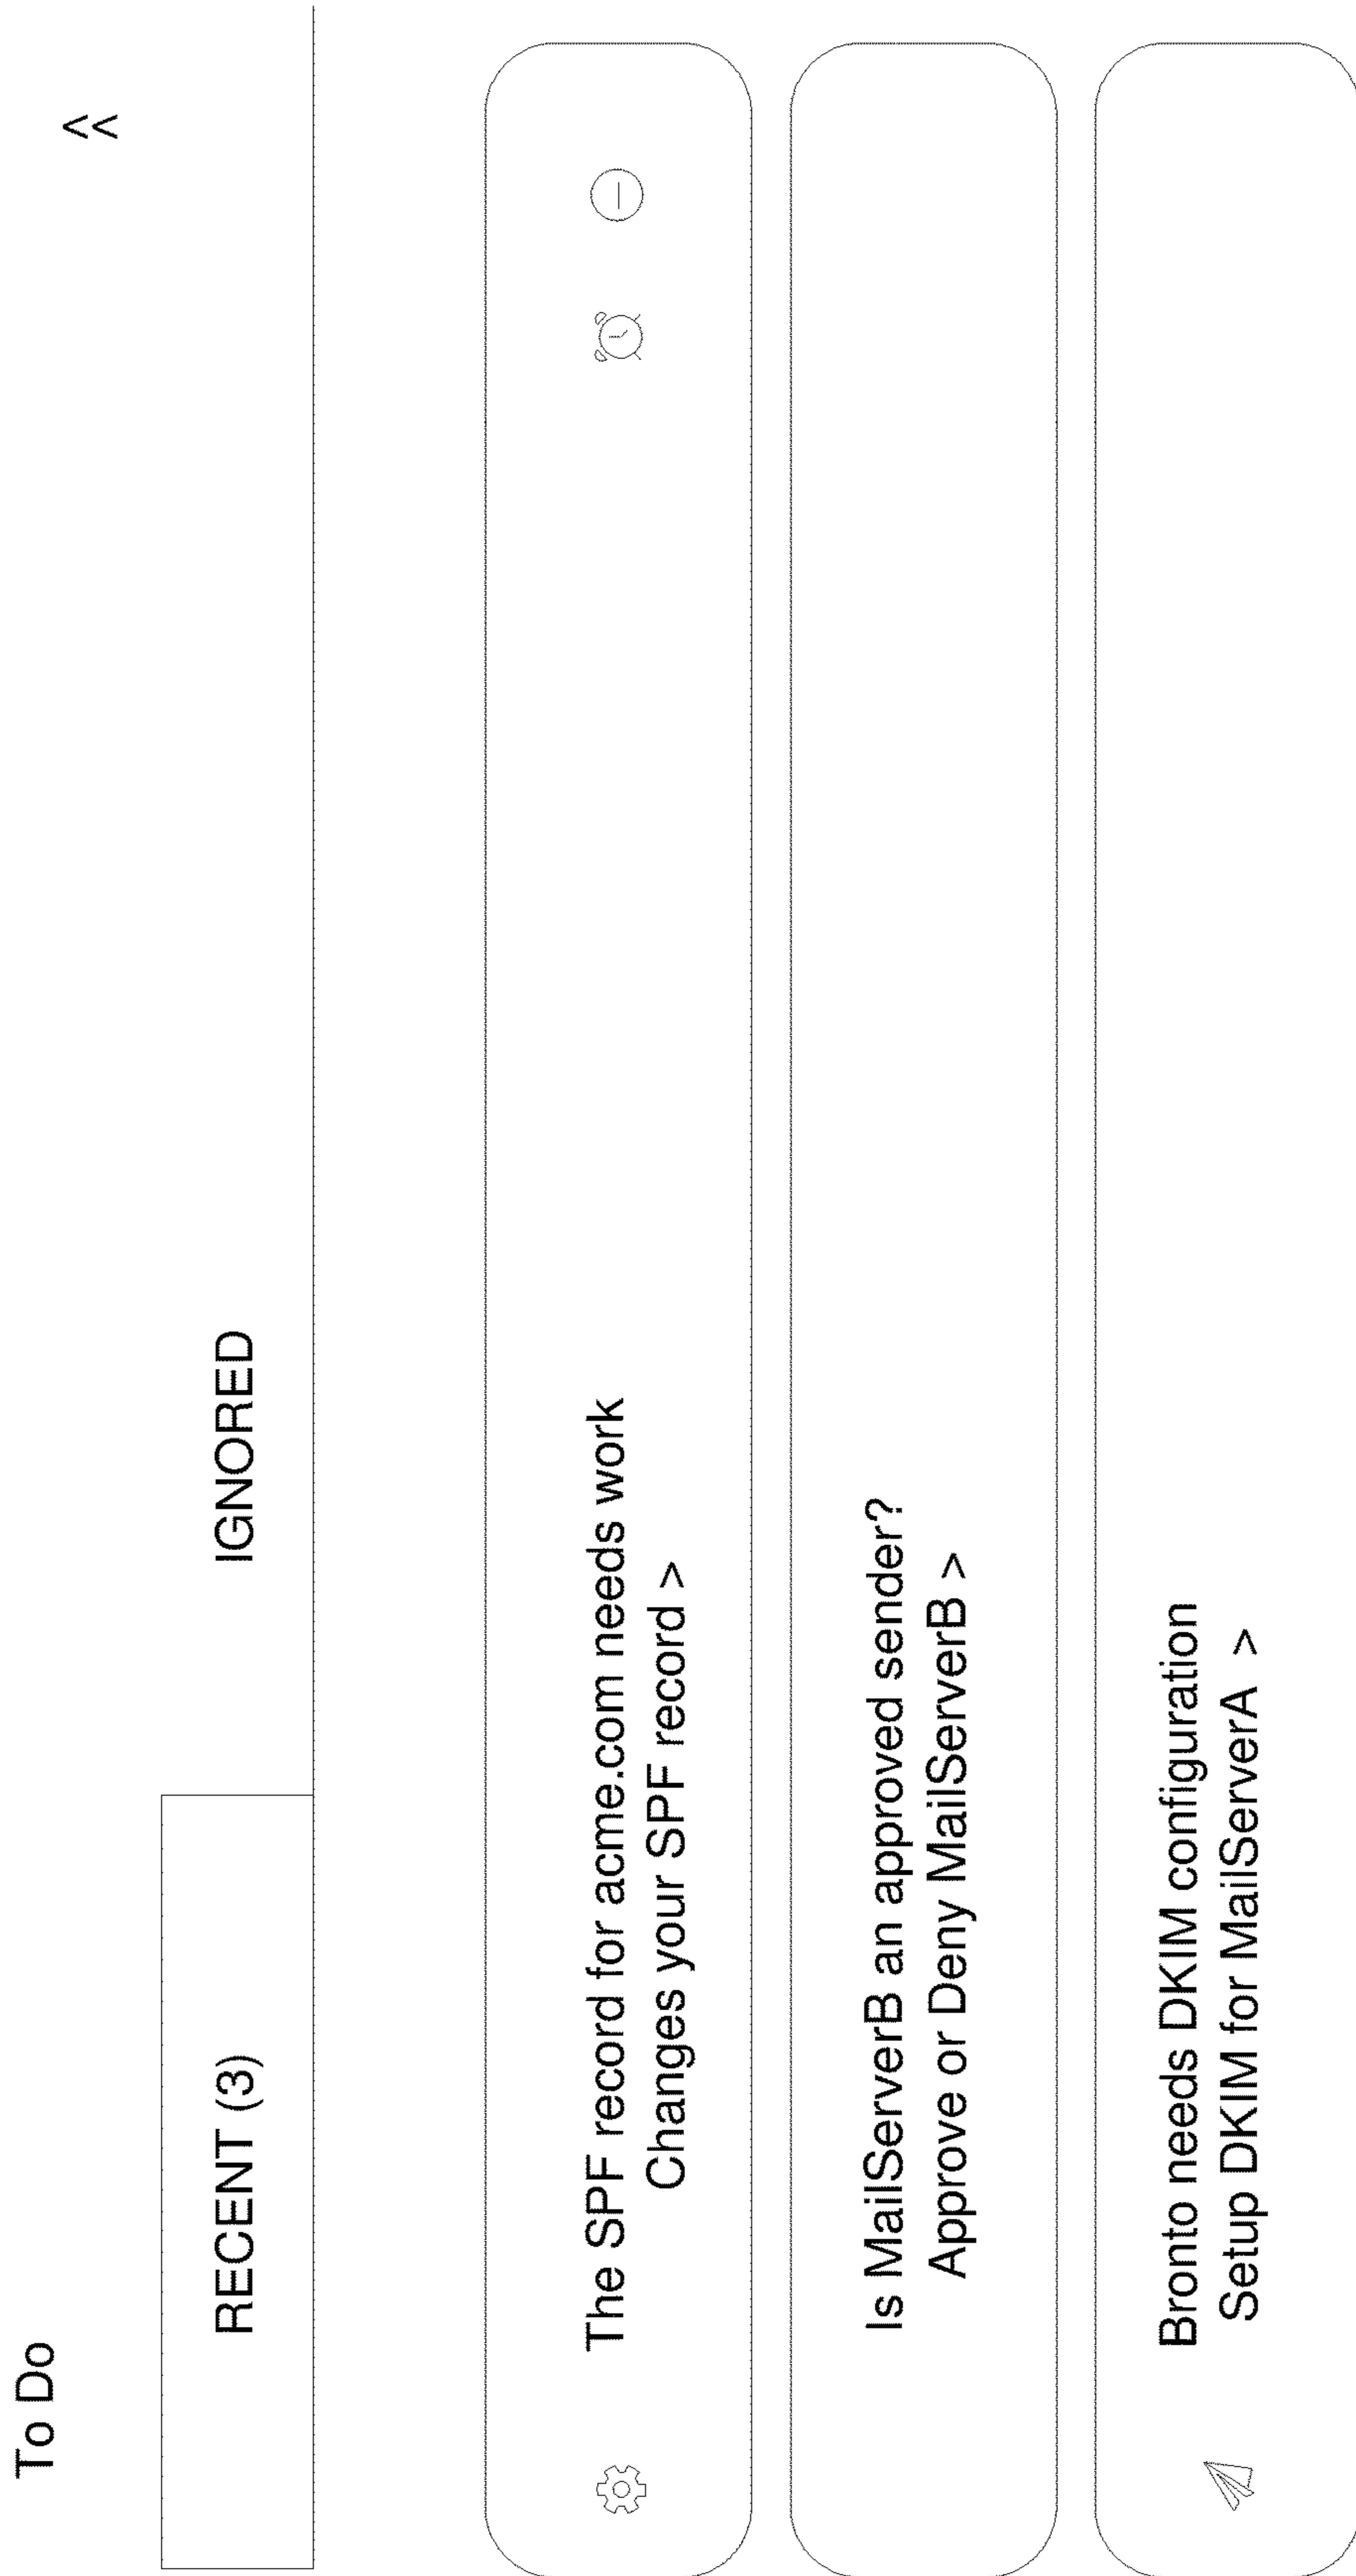 To Do
<<
RECENT (3)
IGNORED
The SPF record for acme.com needs work
Changes your SPF record >
Is MailServerB an approved sender?
Approve or Deny MailServerB >
Bronto needs DKIM configuration
Setup DKIM for MailServerA >